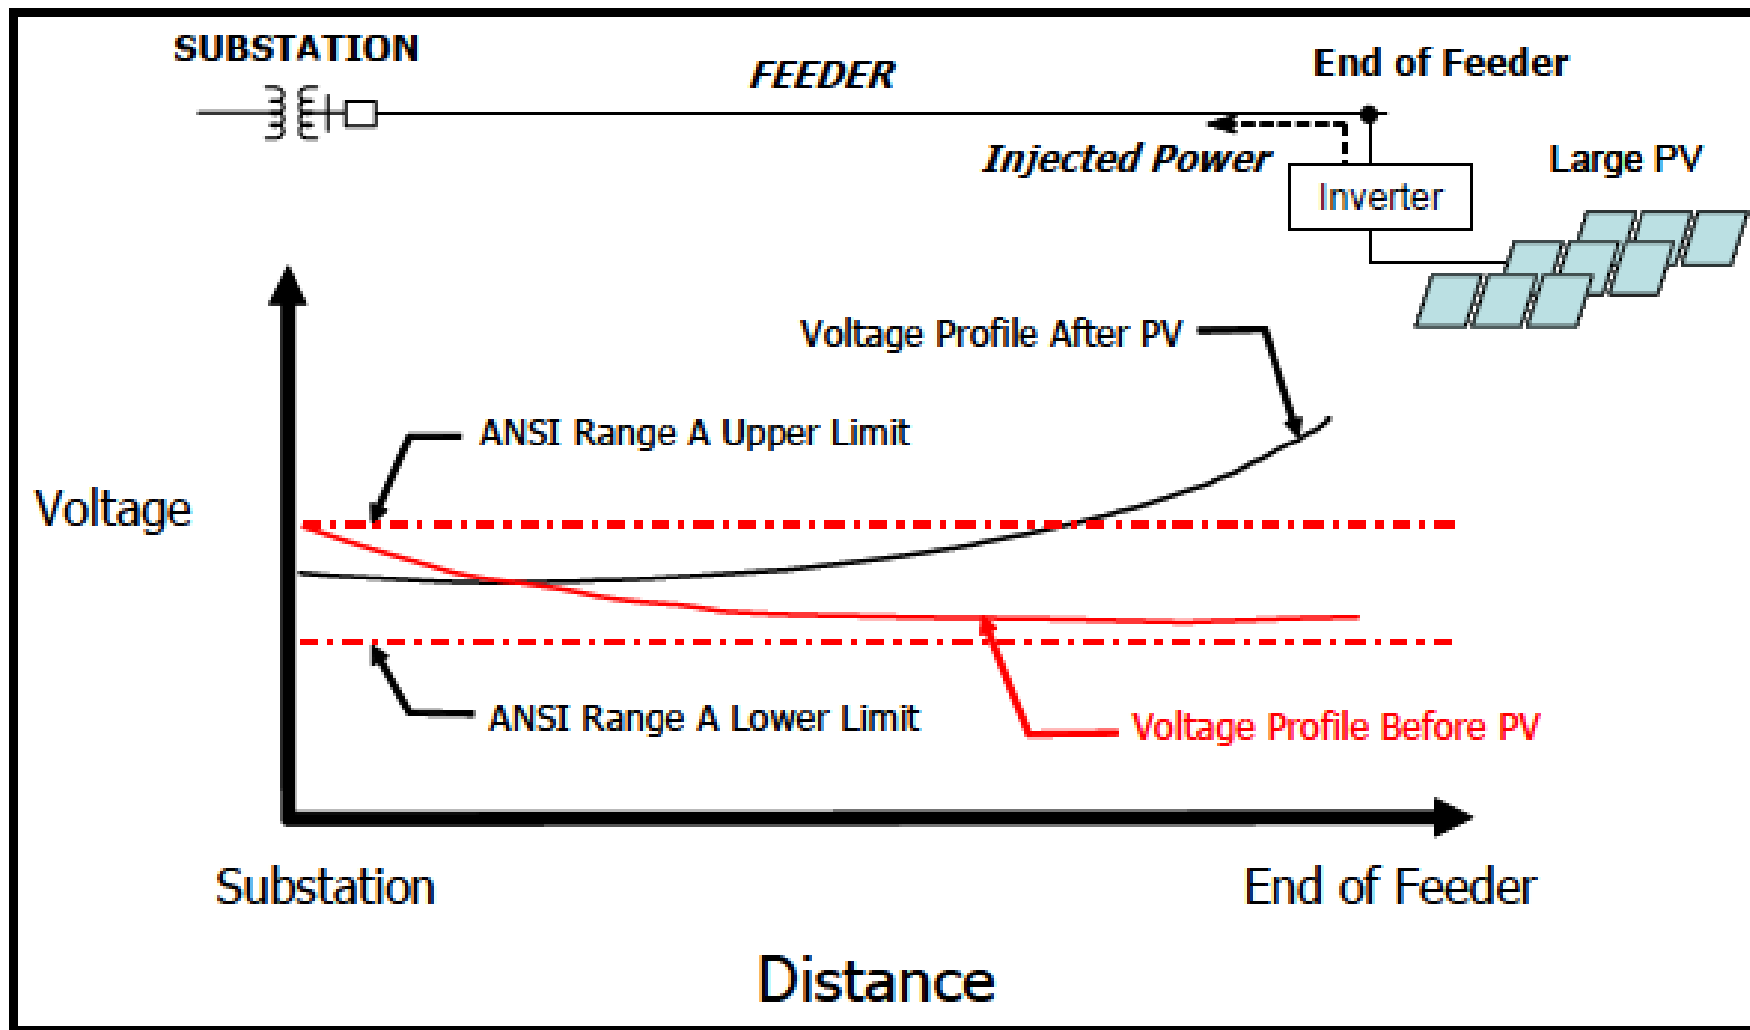 SUBSTATION
FEEDER
End of Feeder
Injected Power
Large PV
Inverter
Voltage Profile After PV
ANSI Range A Upper Limit
Voltage
ANSI Range A Lower Limit
Voltage Profile Before PV
Substation
End of Feeder
Distance